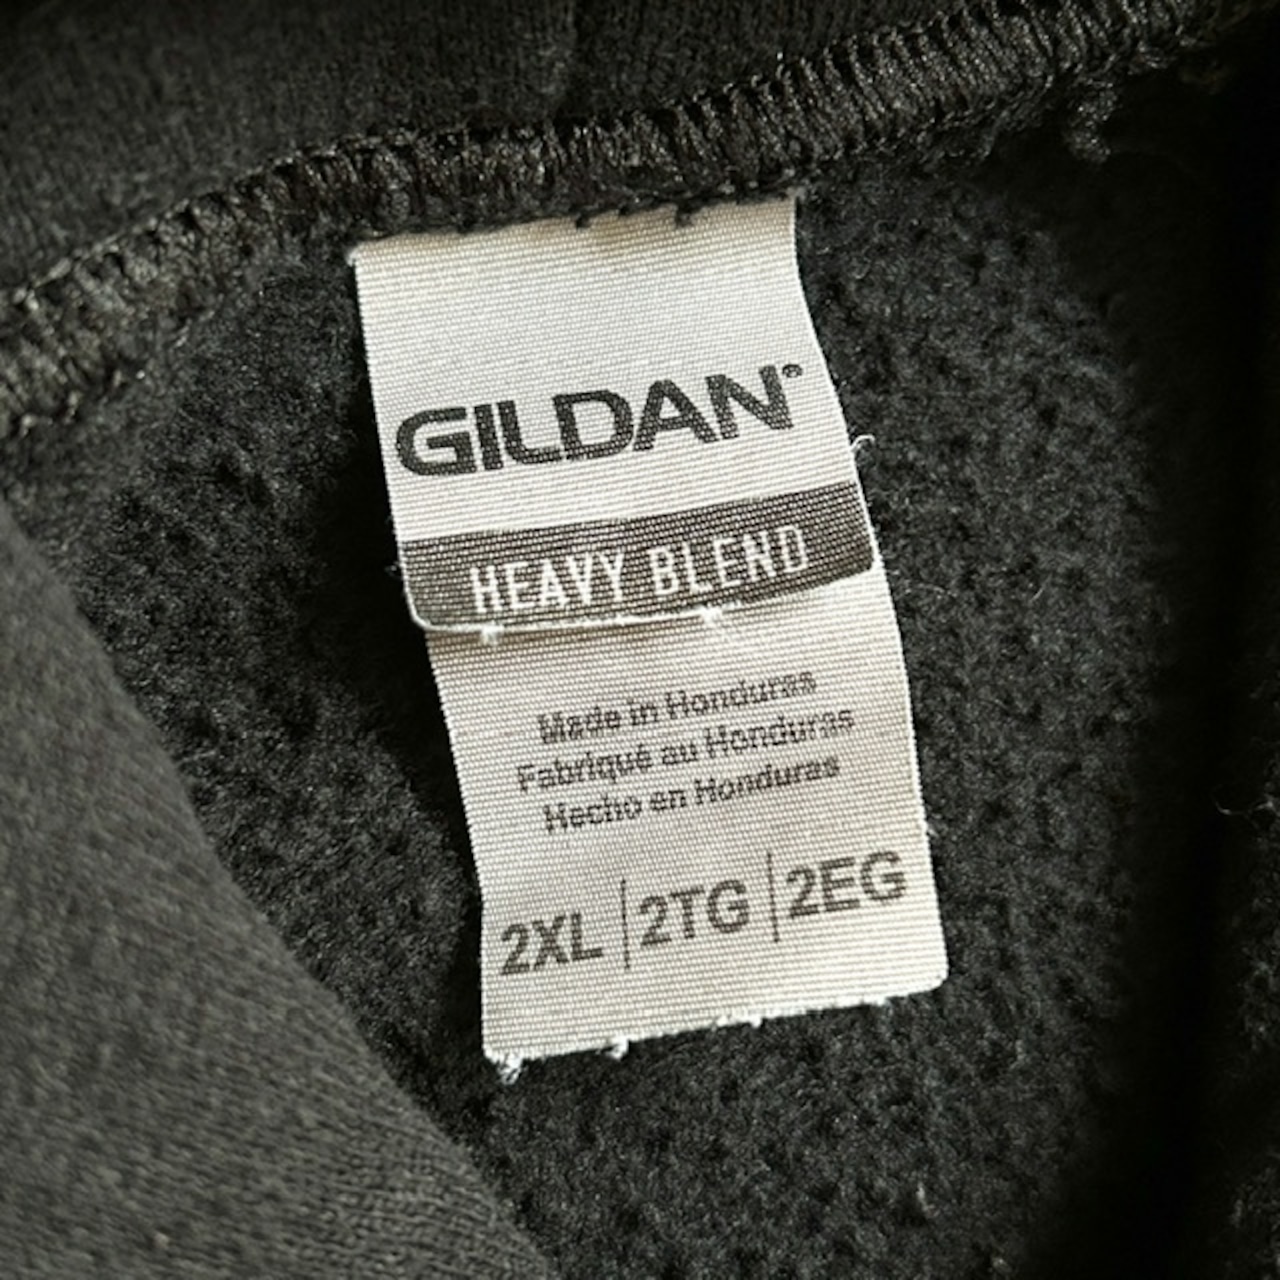 GILDAN®
HEAVY BLEND
Made in Honduras
Fabriqué au Honduras
Hecho en Honduras
2XL | 2TG | 2EG